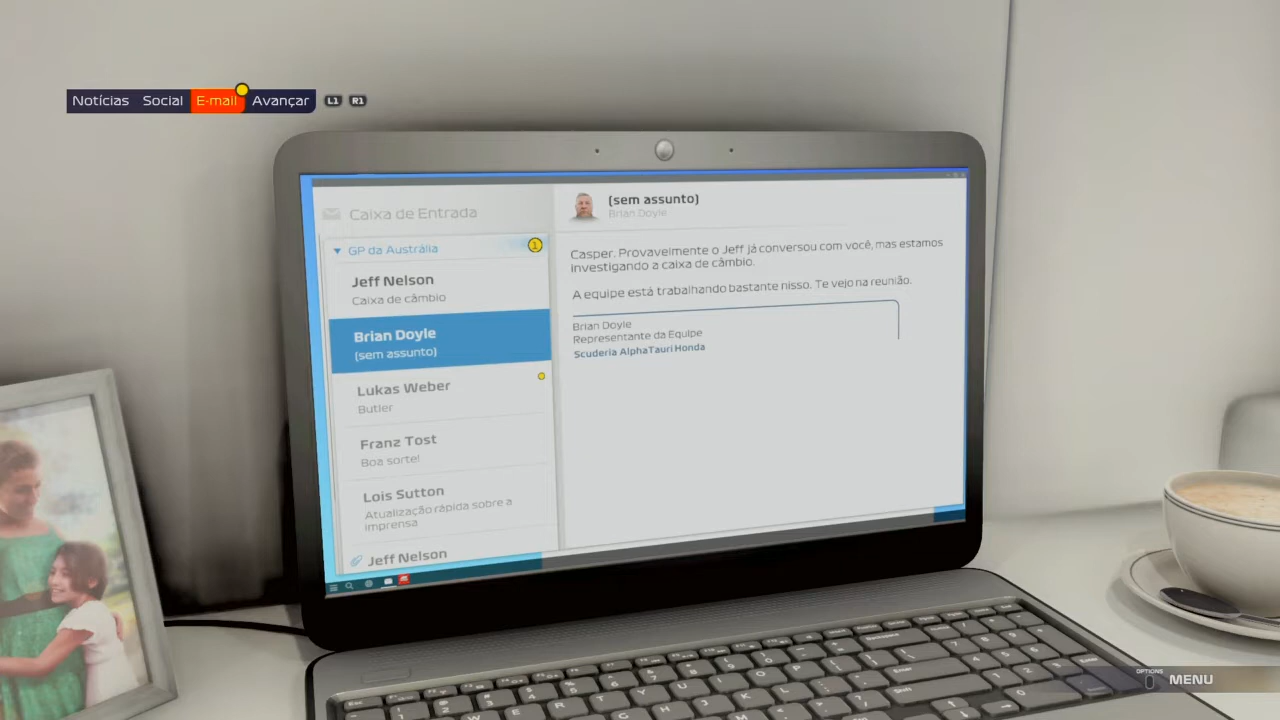 Notícias Social E-mail Avançar L1 R1
Caixa de Entrada
GP da Austrália 1
Jeff Nelson
Caixa de câmbio
Brian Doyle
(sem assunto)
Lukas Weber
Butler
Franz Tost
Boa sorte!
Lois Sutton
Atualização rápida sobre a
imprensa
Jeff Nelson
(sem assunto)
Brian Doyle
Casper. Provavelmente o Jeff já conversou com você, mas estamos
investigando a caixa de câmbio.
A equipe está trabalhando bastante nisso. Te vejo na reunião.
Brian Doyle
Representante da Equipe
Scuderia AlphaTauri Honda
OPTIONS
MENU